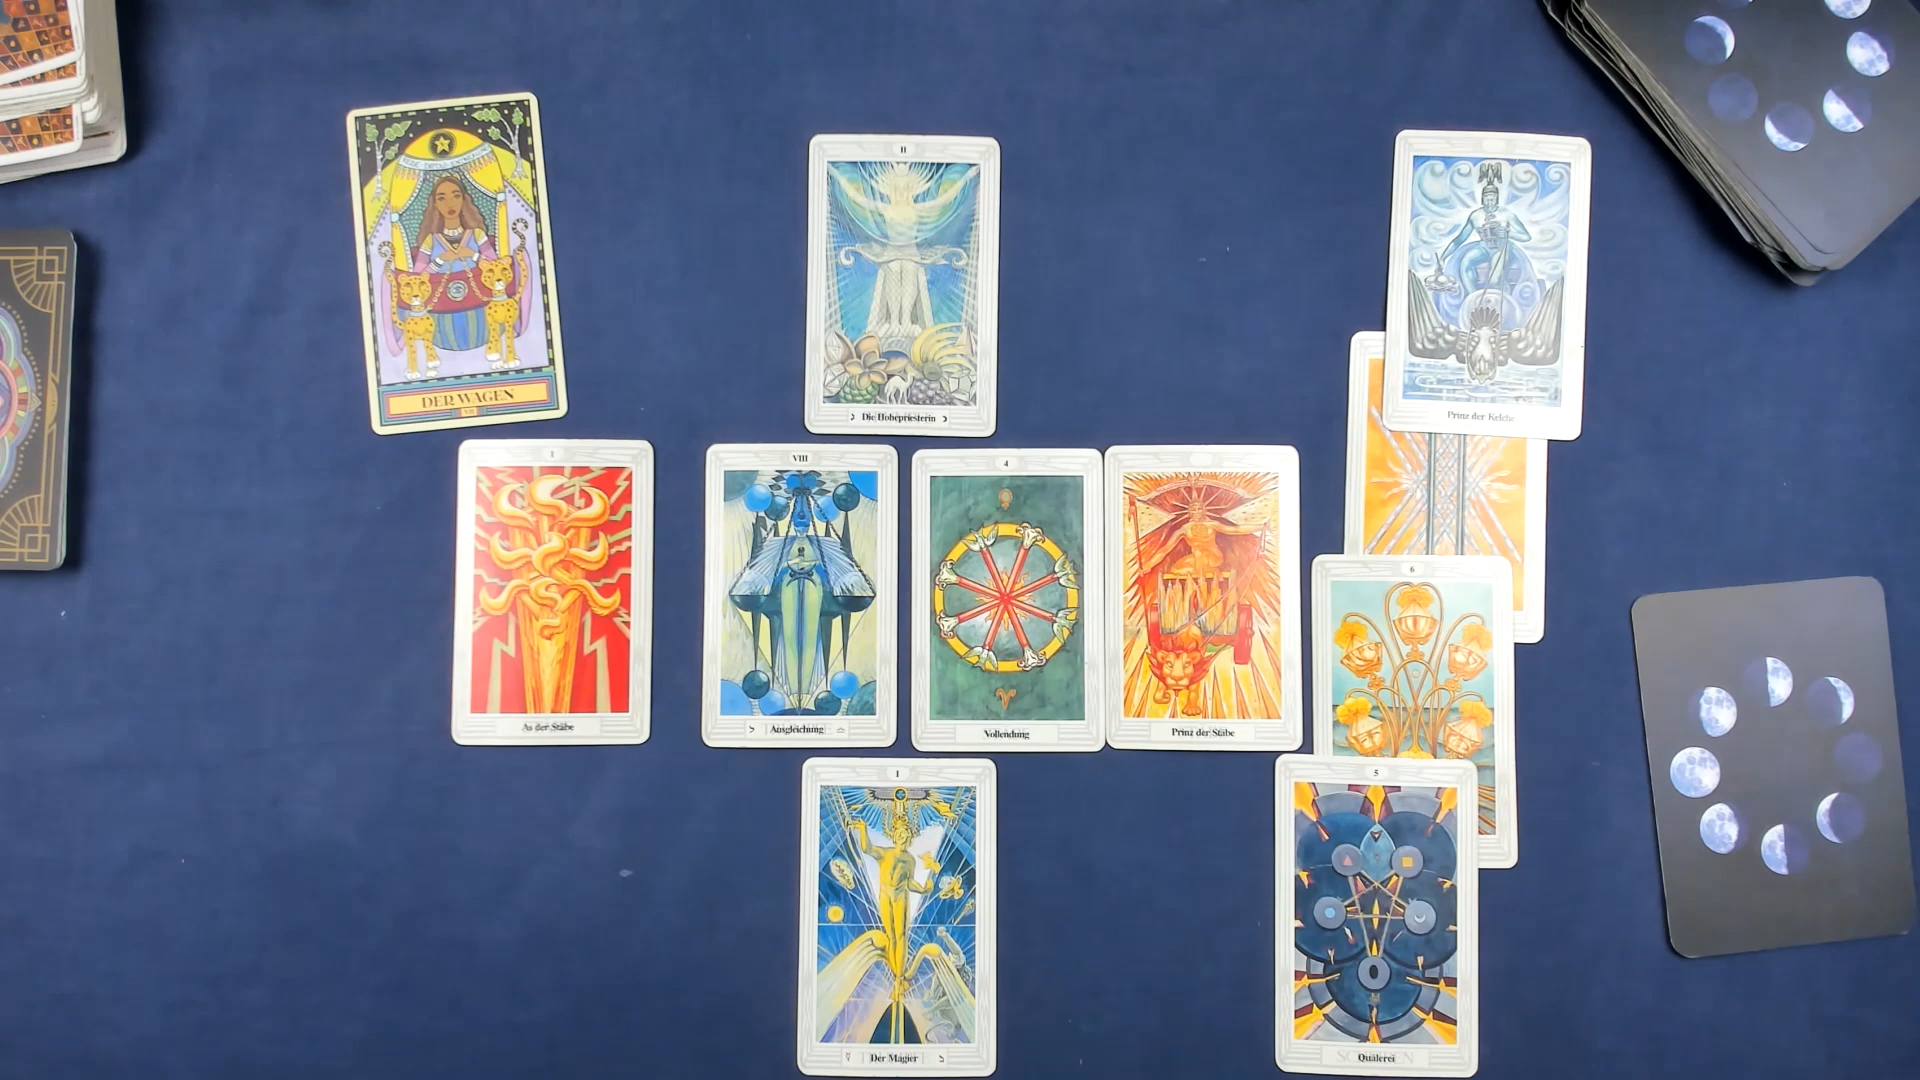 DER WAGEN
VII
II
Die Hohepriesterin
Prinz der Kelche
I
As der Stäbe
VIII
Ausgleichung
4
Vollendung
Prinz der Stäbe
6
I
Der Magier
5
Quälerei